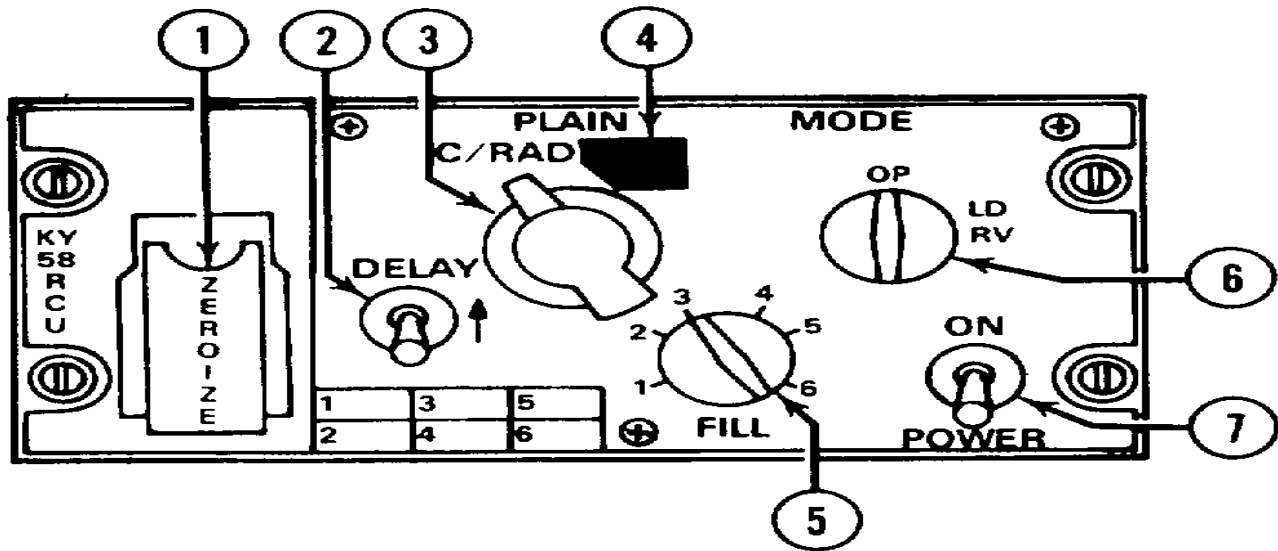 1 2 3 4
PLAIN MODE
C/RAD
OP
LD
RV
KY
58
R
C
U
ZEROIZE
DELAY
1 2 3 4 5 6
FILL
ON
POWER
1 3 5
2 4 6
6
7
5